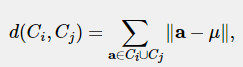 d(C_i, C_j) = \sum_{\mathbf{a} \in C_i \cup C_j} \|\mathbf{a} - \mu\|,